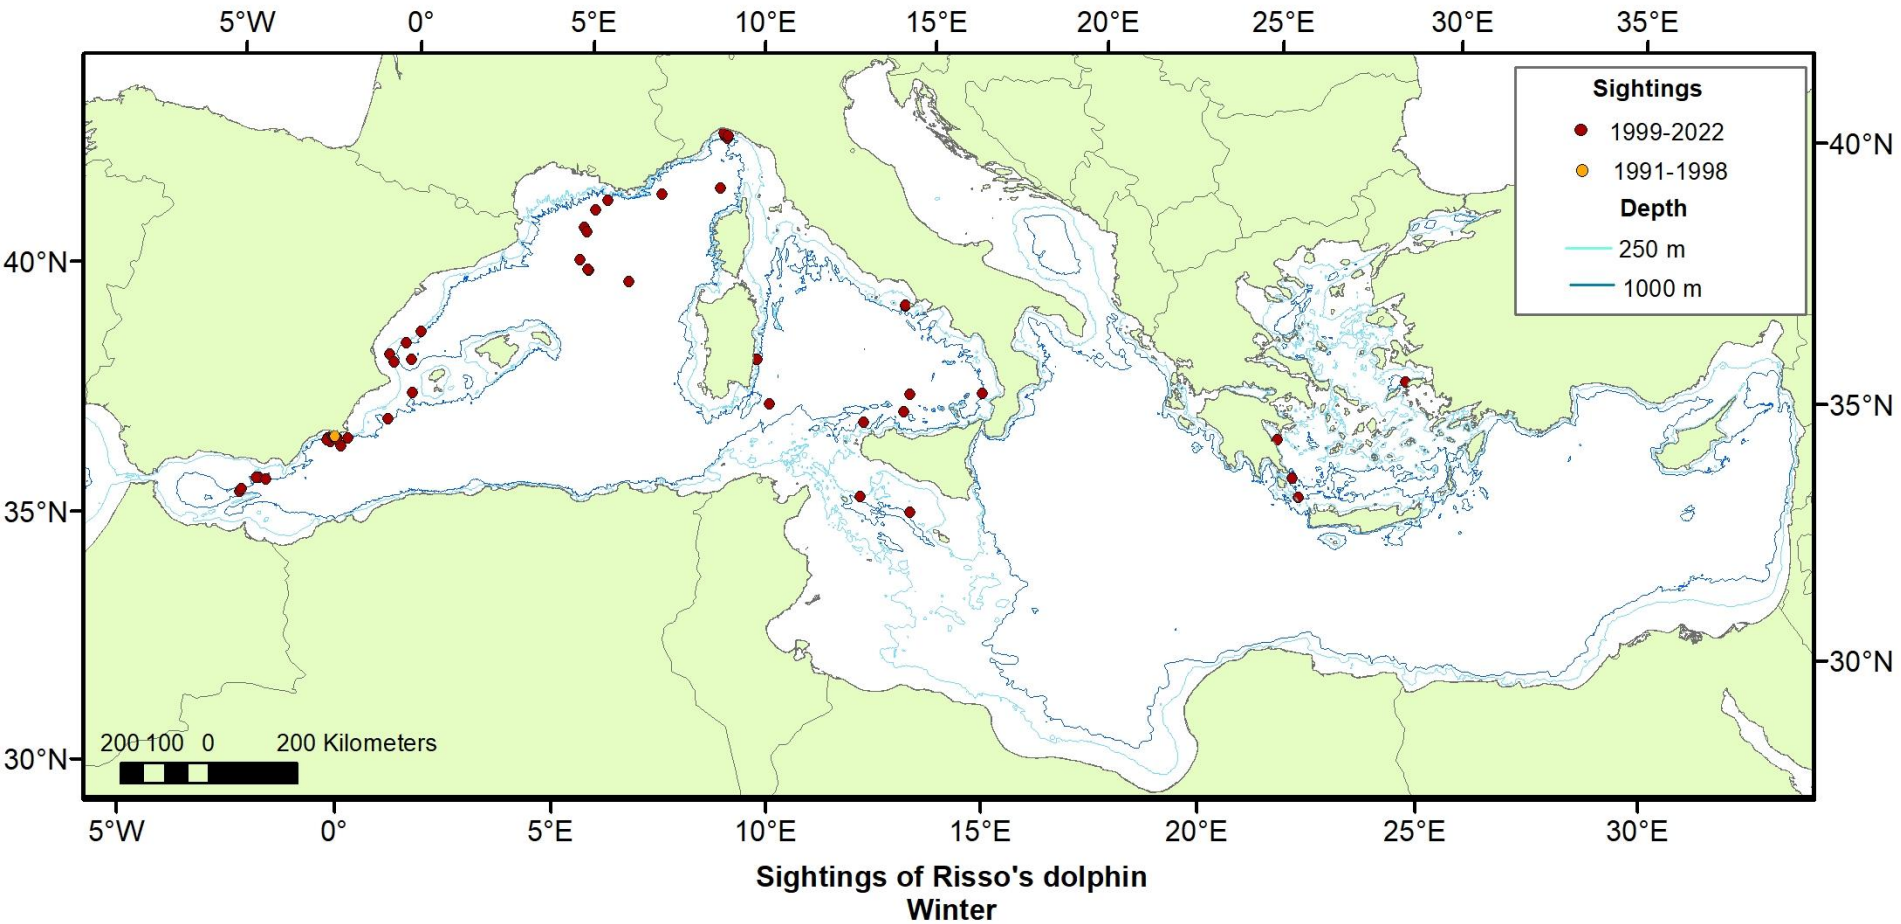 5°W 0° 5°E 10°E 15°E 20°E 25°E 30°E 35°E
Sightings
1999-2022
1991-1998
Depth
250 m
1000 m
40°N
40°N
35°N
35°N
30°N
30°N
200 100 0 200 Kilometers
5°W 0° 5°E 10°E 15°E 20°E 25°E 30°E
Sightings of Risso's dolphin
Winter